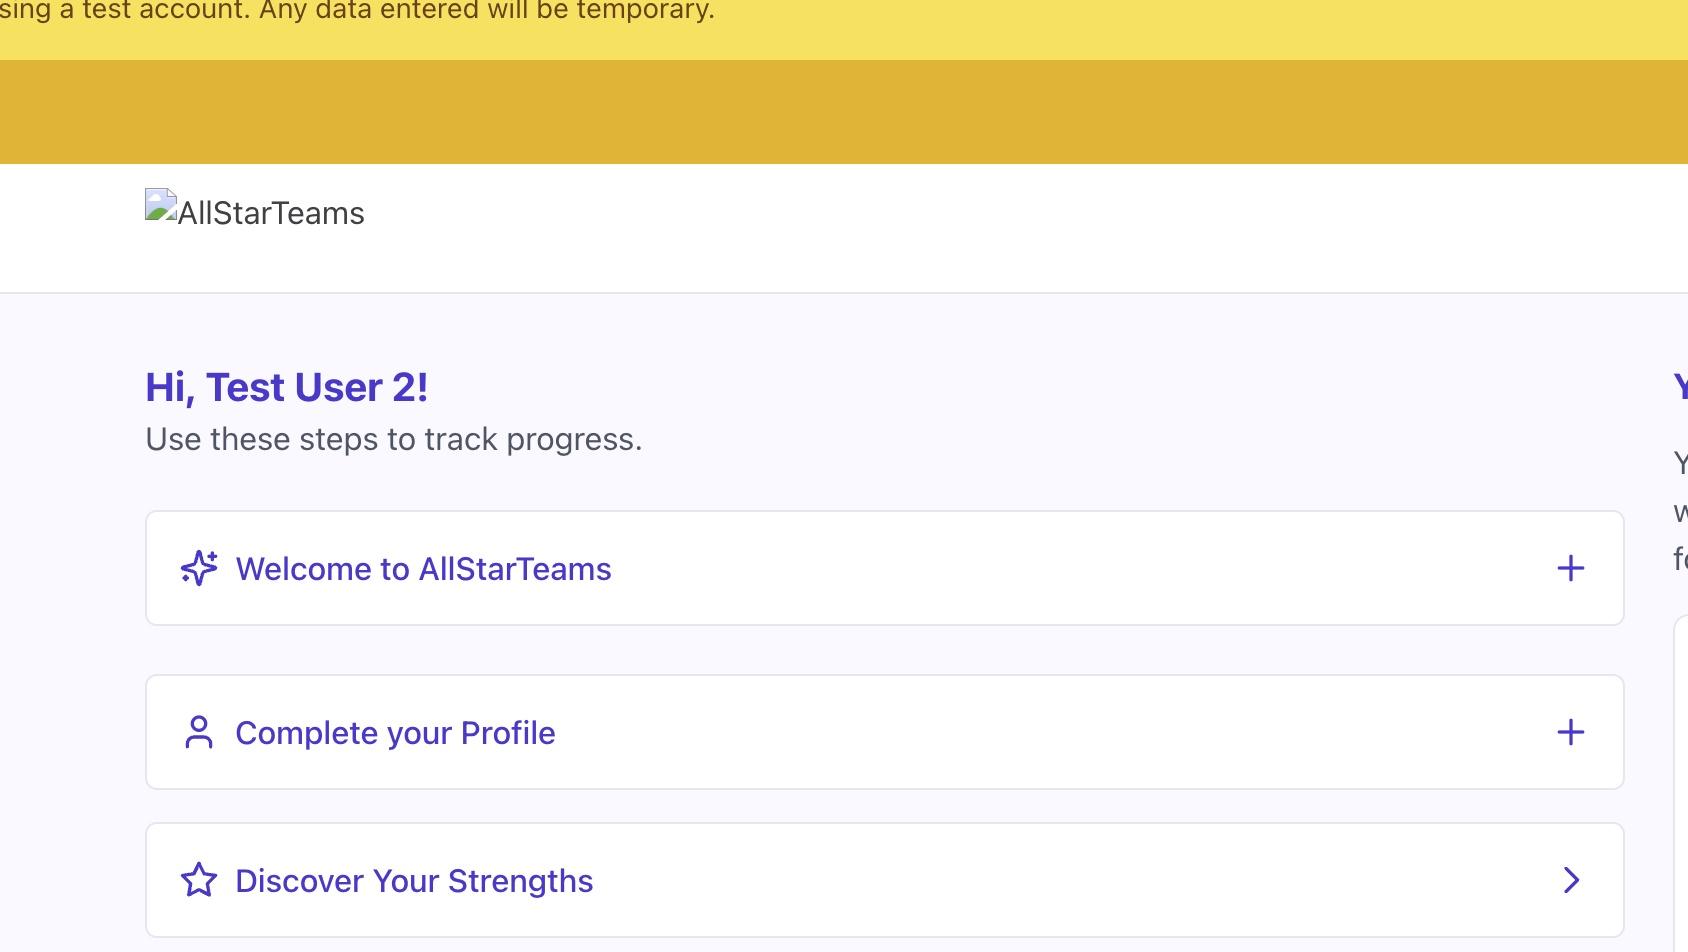 sing a test account. Any data entered will be temporary.
AllStarTeams
Hi, Test User 2!
Use these steps to track progress.
Welcome to AllStarTeams
Complete your Profile
Discover Your Strengths